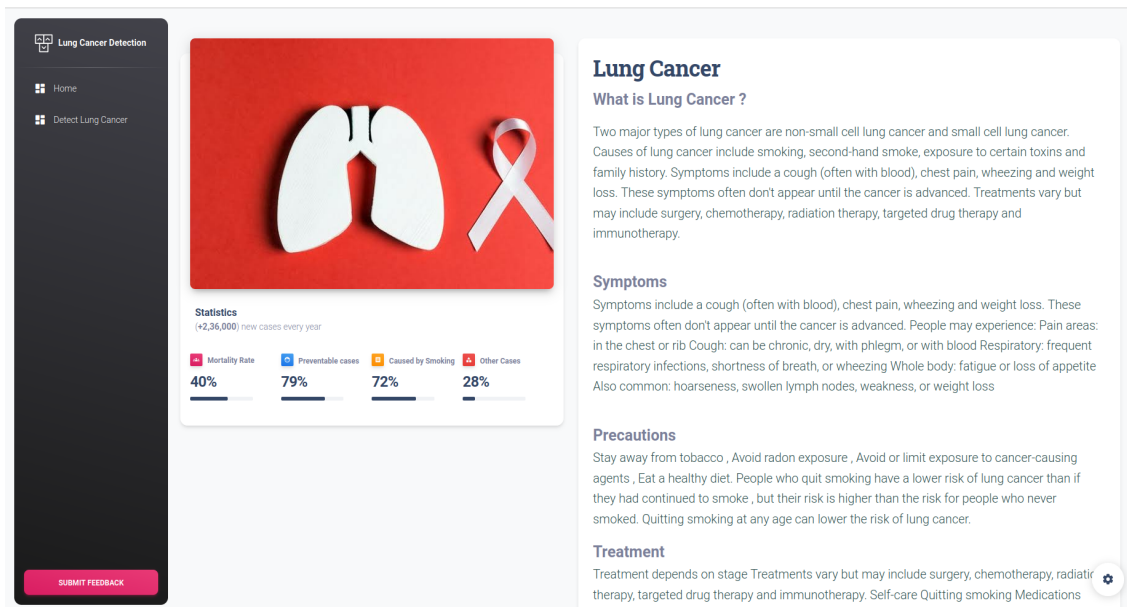 Lung Cancer Detection
Home
Detect Lung Cancer
SUBMIT FEEDBACK
Statistics
(+2,36,000) new cases every year
Mortality Rate
40%
Preventable cases
79%
Caused by Smoking
72%
Other Cases
28%
Lung Cancer
What is Lung Cancer ?
Two major types of lung cancer are non-small cell lung cancer and small cell lung cancer.
Causes of lung cancer include smoking, second-hand smoke, exposure to certain toxins and
family history. Symptoms include a cough (often with blood), chest pain, wheezing and weight
loss. These symptoms often don't appear until the cancer is advanced. Treatments vary but
may include surgery, chemotherapy, radiation therapy, targeted drug therapy and
immunotherapy.
Symptoms
Symptoms include a cough (often with blood), chest pain, wheezing and weight loss. These
symptoms often don't appear until the cancer is advanced. People may experience: Pain areas:
in the chest or rib Cough: can be chronic, dry, with phlegm, or with blood Respiratory: frequent
respiratory infections, shortness of breath, or wheezing Whole body: fatigue or loss of appetite
Also common: hoarseness, swollen lymph nodes, weakness, or weight loss
Precautions
Stay away from tobacco , Avoid radon exposure , Avoid or limit exposure to cancer-causing
agents , Eat a healthy diet. People who quit smoking have a lower risk of lung cancer than if
they had continued to smoke , but their risk is higher than the risk for people who never
smoked. Quitting smoking at any age can lower the risk of lung cancer.
Treatment
Treatment depends on stage Treatments vary but may include surgery, chemotherapy, radiatic
therapy, targeted drug therapy and immunotherapy. Self-care Quitting smoking Medications